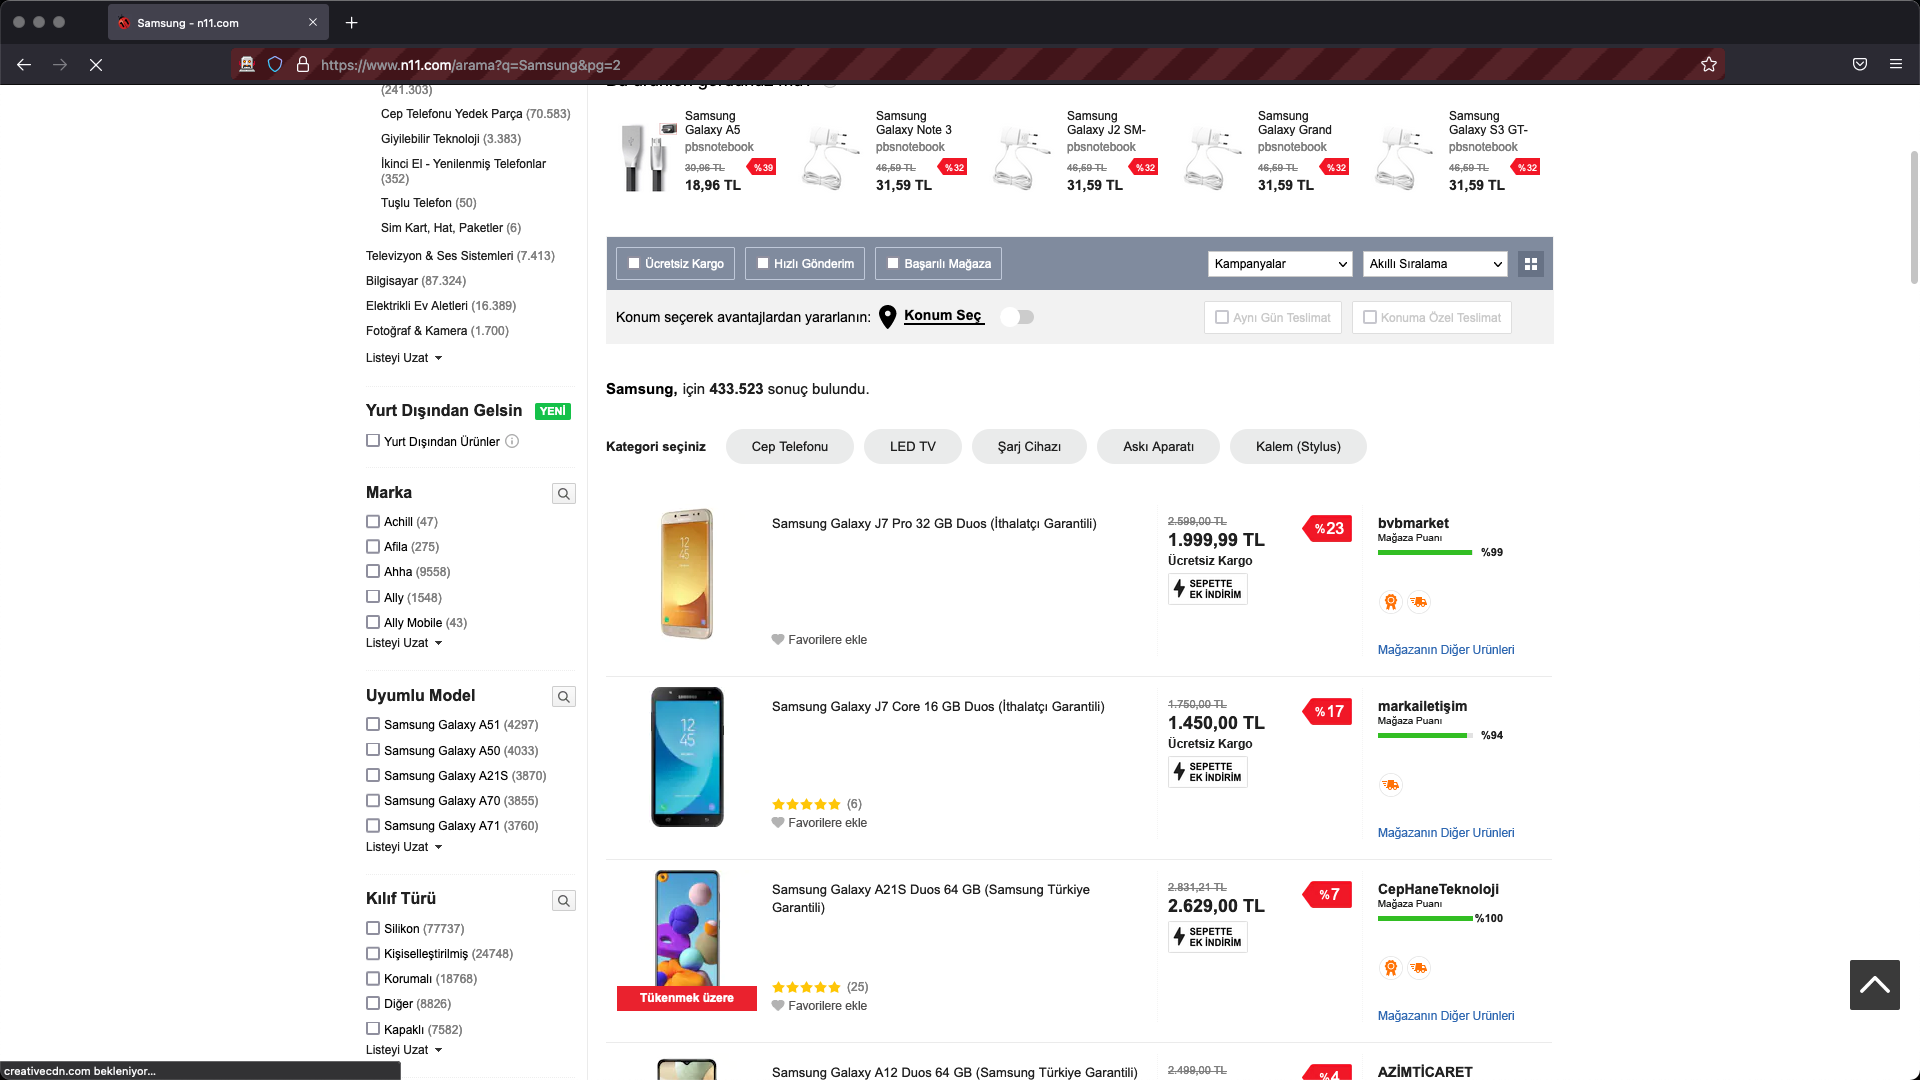 Samsung - n11.com
https://www.n11.com/arama?q=Samsung&pg=2
(241.303)
Cep Telefonu Yedek Parça (70.583)
Giyilebilir Teknoloji (3.383)
İkinci El - Yenilenmiş Telefonlar
(352)
Tuşlu Telefon (50)
Sim Kart, Hat, Paketler (6)
Televizyon & Ses Sistemleri (7.413)
Bilgisayar (87.324)
Elektrikli Ev Aletleri (16.389)
Fotoğraf & Kamera (1.700)
Listeyi Uzat
Yurt Dışından Gelsin YENİ
Yurt Dışından Ürünler
Marka
Achill (47)
Afila (275)
Ahha (9558)
Ally (1548)
Ally Mobile (43)
Listeyi Uzat
Uyumlu Model
Samsung Galaxy A51 (4297)
Samsung Galaxy A50 (4033)
Samsung Galaxy A21S (3870)
Samsung Galaxy A70 (3855)
Samsung Galaxy A71 (3760)
Listeyi Uzat
Kılıf Türü
Silikon (77737)
Kişiselleştirilmiş (24748)
Korumalı (18768)
Diğer (8826)
Kapaklı (7582)
Listeyi Uzat
creativecdn.com bekleniyor...
Samsung
Galaxy A5
pbsnotebook
30,96 TL %39
18,96 TL
Samsung
Galaxy Note 3
pbsnotebook
46,59 TL %32
31,59 TL
Samsung
Galaxy J2 SM-
pbsnotebook
46,59 TL %32
31,59 TL
Samsung
Galaxy Grand
pbsnotebook
46,59 TL %32
31,59 TL
Samsung
Galaxy S3 GT-
pbsnotebook
46,59 TL %32
31,59 TL
Ücretsiz Kargo Hızlı Gönderim Başarılı Mağaza Kampanyalar Akıllı Sıralama
Konum seçerek avantajlardan yararlanın: Konum Seç Aynı Gün Teslimat Konuma Özel Teslimat
Samsung, için 433.523 sonuç bulundu.
Kategori seçiniz Cep Telefonu LED TV Şarj Cihazı Askı Aparatı Kalem (Stylus)
Samsung Galaxy J7 Pro 32 GB Duos (İthalatçı Garantili)
Favorilere ekle
2.599,00 TL
1.999,99 TL
Ücretsiz Kargo
SEPETTE
EK İNDİRİM
%23
bvbmarket
Mağaza Puanı
%99
Mağazanın Diğer Ürünleri
Samsung Galaxy J7 Core 16 GB Duos (İthalatçı Garantili)
(6)
Favorilere ekle
1.750,00 TL
1.450,00 TL
Ücretsiz Kargo
SEPETTE
EK İNDİRİM
%17
markailetişim
Mağaza Puanı
%94
Mağazanın Diğer Ürünleri
Tükenmek üzere
Samsung Galaxy A21S Duos 64 GB (Samsung Türkiye
Garantili)
(25)
Favorilere ekle
2.831,21 TL
2.629,00 TL
SEPETTE
EK İNDİRİM
%7
CepHaneTeknoloji
Mağaza Puanı
%100
Mağazanın Diğer Ürünleri
Samsung Galaxy A12 Duos 64 GB (Samsung Türkiye Garantili)
2.499,00 TL
%4
AZİMTİCARET